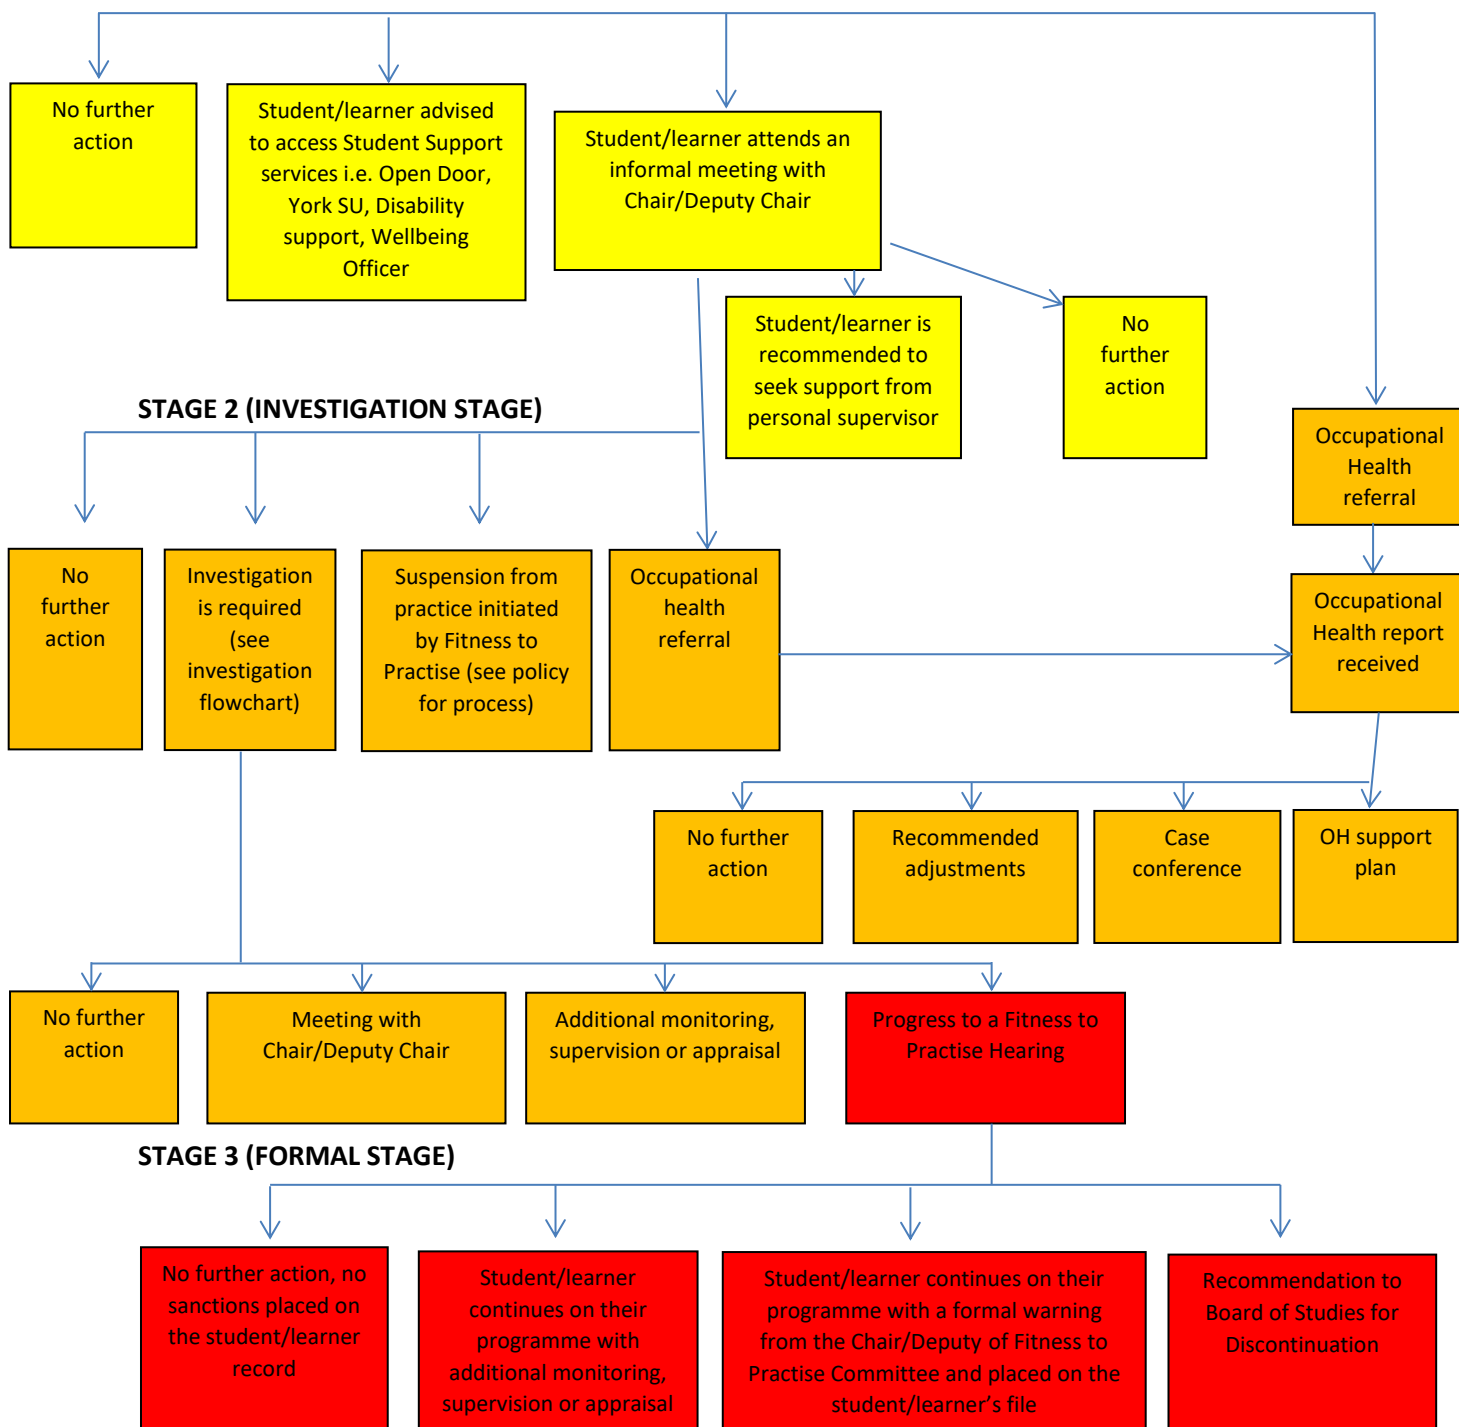 No further
action
Student/learner advised
to access Student Support
services i.e. Open Door,
York SU, Disability
support, Wellbeing
Officer
Student/learner attends an
informal meeting with
Chair/Deputy Chair
Student/learner is
recommended to
seek support from
personal supervisor
No
further
action
STAGE 2 (INVESTIGATION STAGE)
Occupational
Health
referral
No
further
action
Investigation
is required
(see
investigation
flowchart)
Suspension from
practice initiated
by Fitness to
Practise (see policy
for process)
Occupational
health
referral
Occupational
Health report
received
No further
action
Recommended
adjustments
Case
conference
OH support
plan
No further
action
Meeting with
Chair/Deputy Chair
Additional monitoring,
supervision or appraisal
Progress to a Fitness to
Practise Hearing
STAGE 3 (FORMAL STAGE)
No further action, no
sanctions placed on
the student/learner
record
Student/learner
continues on their
programme with
additional monitoring,
supervision or appraisal
Student/learner continues on their
programme with a formal warning
from the Chair/Deputy of Fitness to
Practise Committee and placed on the
student/learner’s file
Recommendation to
Board of Studies for
Discontinuation